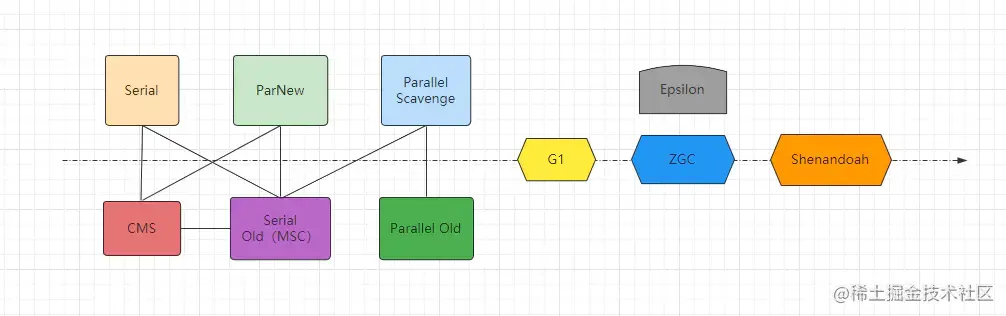 Serial
ParNew
Parallel
Scavenge
Epsilon
G1
ZGC
Shenandoah
CMS
Serial
Old（MSC）
Parallel Old
@稀土掘金技术社区